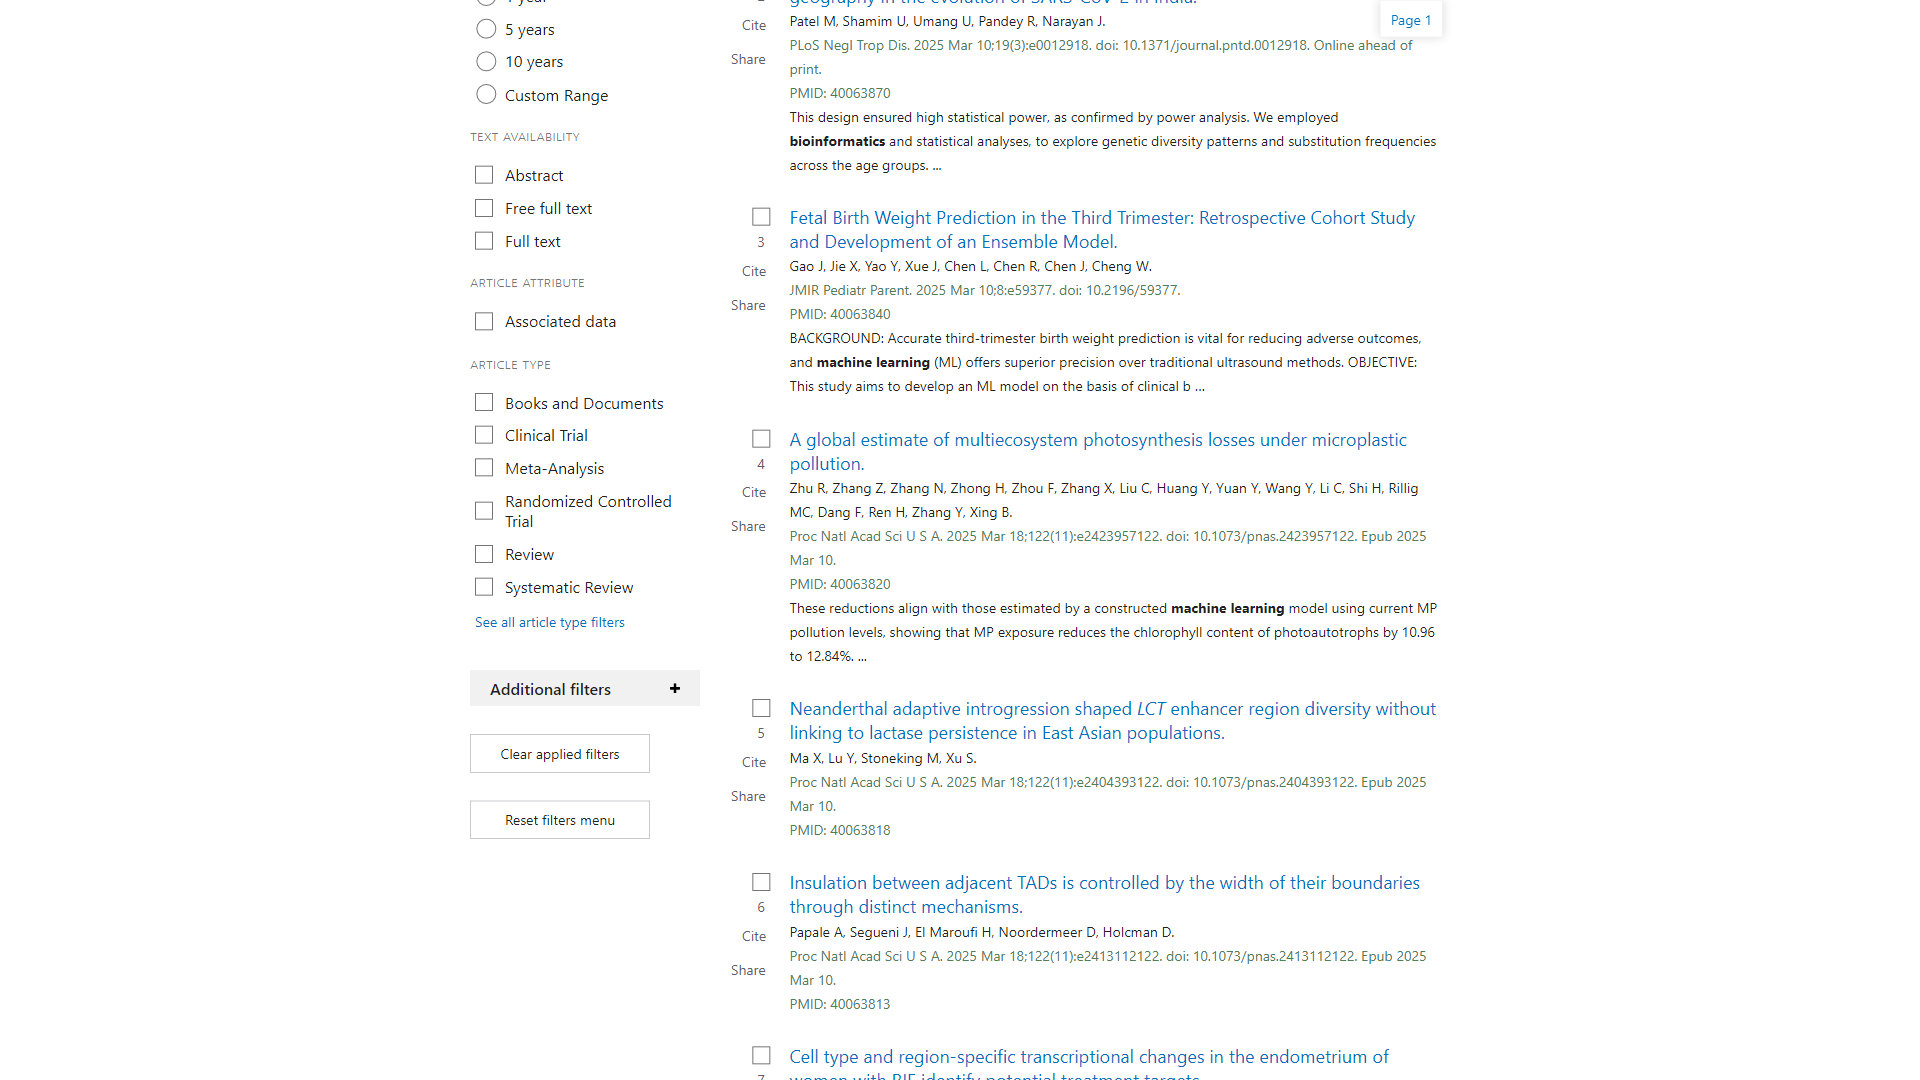 5 years
10 years
Custom Range
TEXT AVAILABILITY
Abstract
Free full text
Full text
ARTICLE ATTRIBUTE
Associated data
ARTICLE TYPE
Books and Documents
Clinical Trial
Meta-Analysis
Randomized Controlled
Trial
Review
Systematic Review
See all article type filters
Additional filters
Clear applied filters
Reset filters menu
Page 1
Cite
Share
Patel M, Shamim U, Umang U, Pandey R, Narayan J.
PLoS Negl Trop Dis. 2025 Mar 10;19(3):e0012918. doi: 10.1371/journal.pntd.0012918. Online ahead of
print.
PMID: 40063870
This design ensured high statistical power, as confirmed by power analysis. We employed
bioinformatics and statistical analyses, to explore genetic diversity patterns and substitution frequencies
across the age groups. ...
3
Cite
Share
Fetal Birth Weight Prediction in the Third Trimester: Retrospective Cohort Study
and Development of an Ensemble Model.
Gao J, Jie X, Yao Y, Xue J, Chen L, Chen R, Chen J, Cheng W.
JMIR Pediatr Parent. 2025 Mar 10;8:e59377. doi: 10.2196/59377.
PMID: 40063840
BACKGROUND: Accurate third-trimester birth weight prediction is vital for reducing adverse outcomes,
and machine learning (ML) offers superior precision over traditional ultrasound methods. OBJECTIVE:
This study aims to develop an ML model on the basis of clinical b ...
4
Cite
Share
A global estimate of multiecosystem photosynthesis losses under microplastic
pollution.
Zhu R, Zhang Z, Zhang N, Zhong H, Zhou F, Zhang X, Liu C, Huang Y, Yuan Y, Wang Y, Li C, Shi H, Rillig
MC, Dang F, Ren H, Zhang Y, Xing B.
Proc Natl Acad Sci U S A. 2025 Mar 18;122(11):e2423957122. doi: 10.1073/pnas.2423957122. Epub 2025
Mar 10.
PMID: 40063820
These reductions align with those estimated by a constructed machine learning model using current MP
pollution levels, showing that MP exposure reduces the chlorophyll content of photoautotrophs by 10.96
to 12.84%. ...
5
Cite
Share
Neanderthal adaptive introgression shaped LCT enhancer region diversity without
linking to lactase persistence in East Asian populations.
Ma X, Lu Y, Stoneking M, Xu S.
Proc Natl Acad Sci U S A. 2025 Mar 18;122(11):e2404393122. doi: 10.1073/pnas.2404393122. Epub 2025
Mar 10.
PMID: 40063818
6
Cite
Share
Insulation between adjacent TADs is controlled by the width of their boundaries
through distinct mechanisms.
Papale A, Segueni J, El Maroufi H, Noordermeer D, Holcman D.
Proc Natl Acad Sci U S A. 2025 Mar 18;122(11):e2413112122. doi: 10.1073/pnas.2413112122. Epub 2025
Mar 10.
PMID: 40063813
Cell type and region-specific transcriptional changes in the endometrium of
women with RIF identify potential treatment targets.